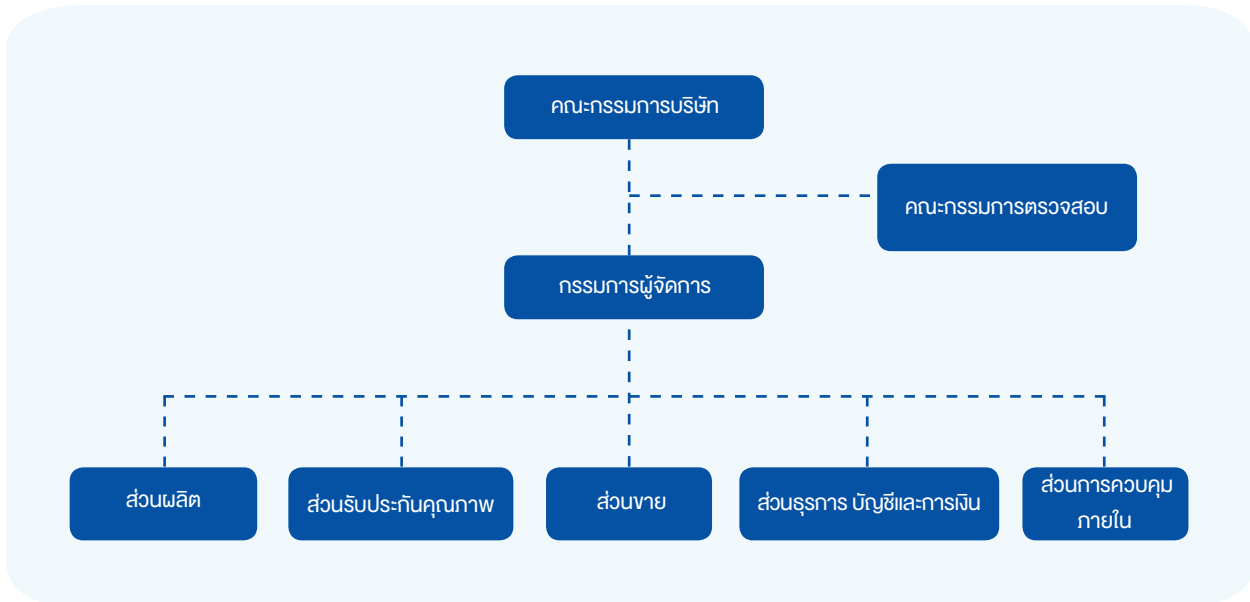 คณะกรรมการบริษัท
คณะกรรมการตรวจสอบ
กรรมการผู้จัดการ
ส่วนผลิต
ส่วนรับประกันคุณภาพ
ส่วนขาย
ส่วนธุรการ บัญชีและการเงิน
ส่วนการควบคุม
ภายใน